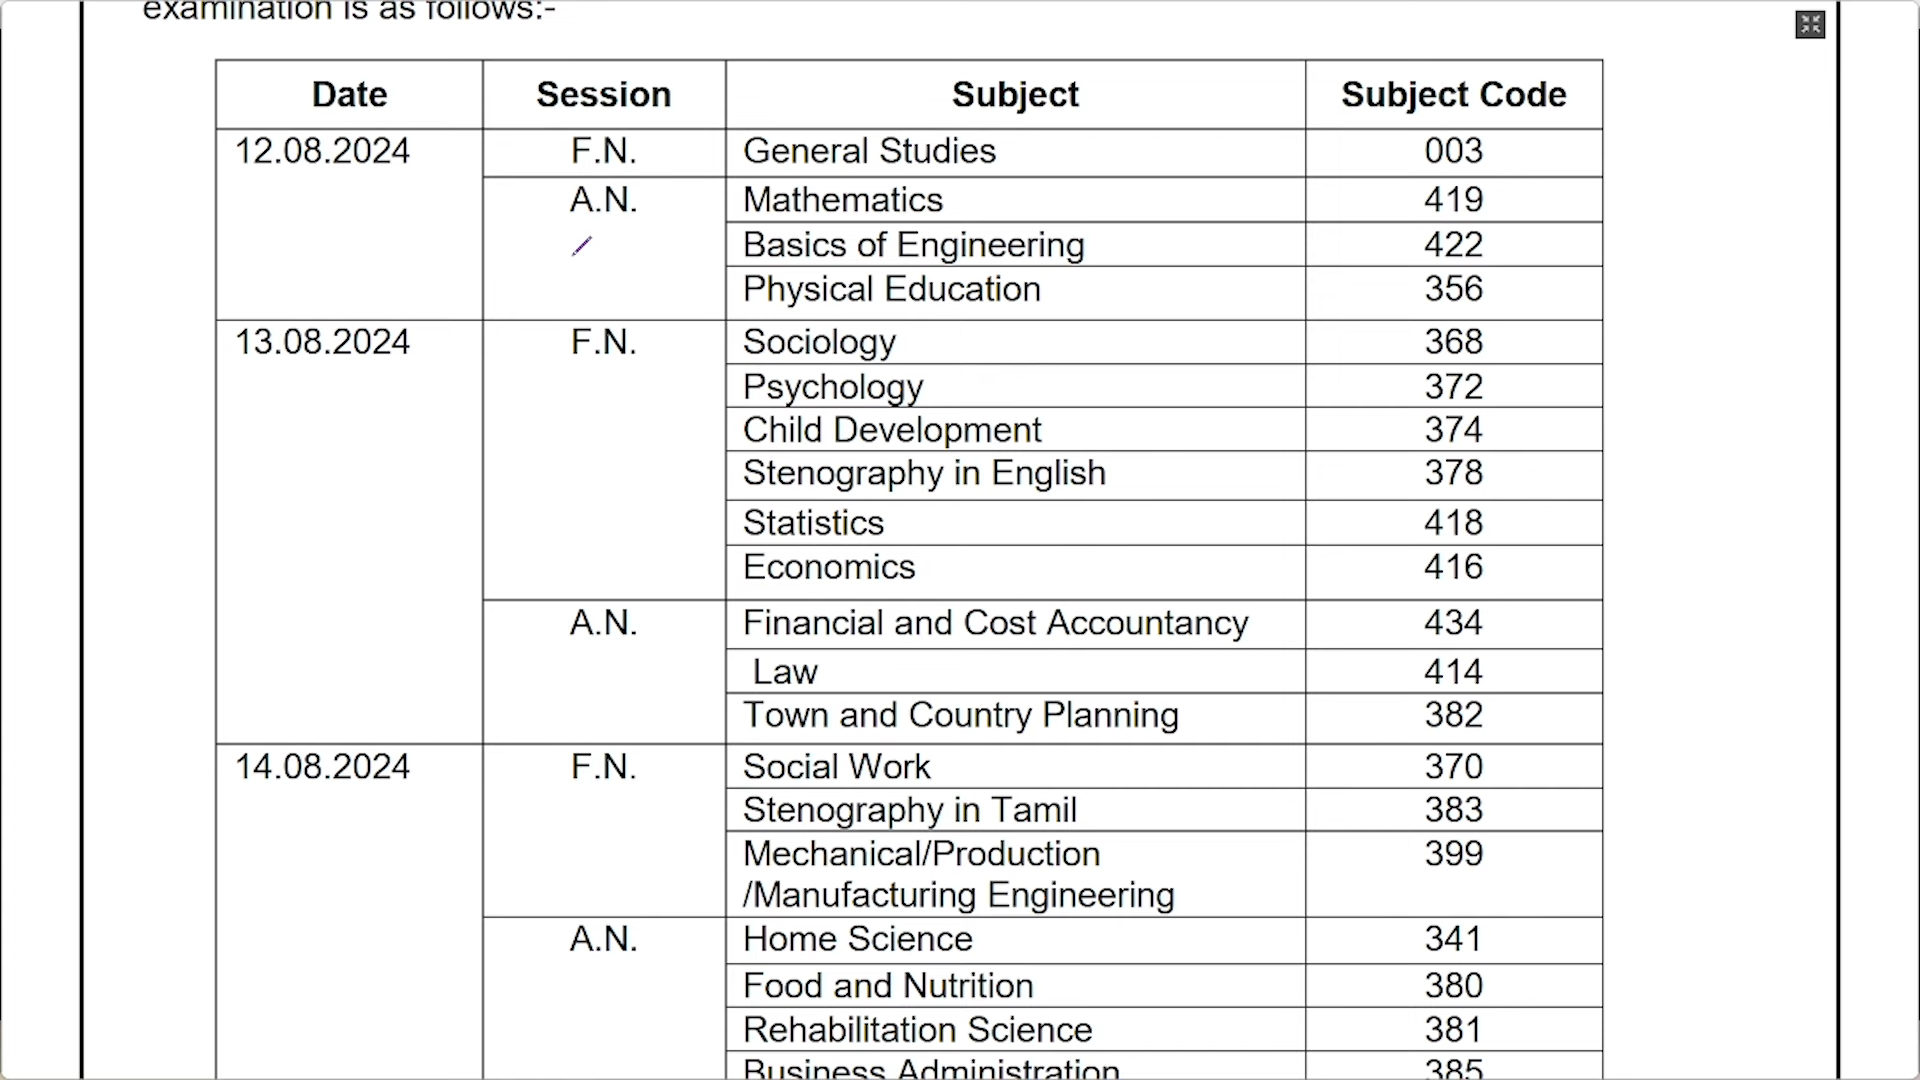 examination is as follows:-
Date Session Subject Subject Code
12.08.2024 F.N. General Studies 003
A.N. Mathematics 419
Basics of Engineering 422
Physical Education 356
13.08.2024 F.N. Sociology 368
Psychology 372
Child Development 374
Stenography in English 378
Statistics 418
Economics 416
A.N. Financial and Cost Accountancy 434
Law 414
Town and Country Planning 382
14.08.2024 F.N. Social Work 370
Stenography in Tamil 383
Mechanical/Production 399
/Manufacturing Engineering
A.N. Home Science 341
Food and Nutrition 380
Rehabilitation Science 381
Business Administration 385